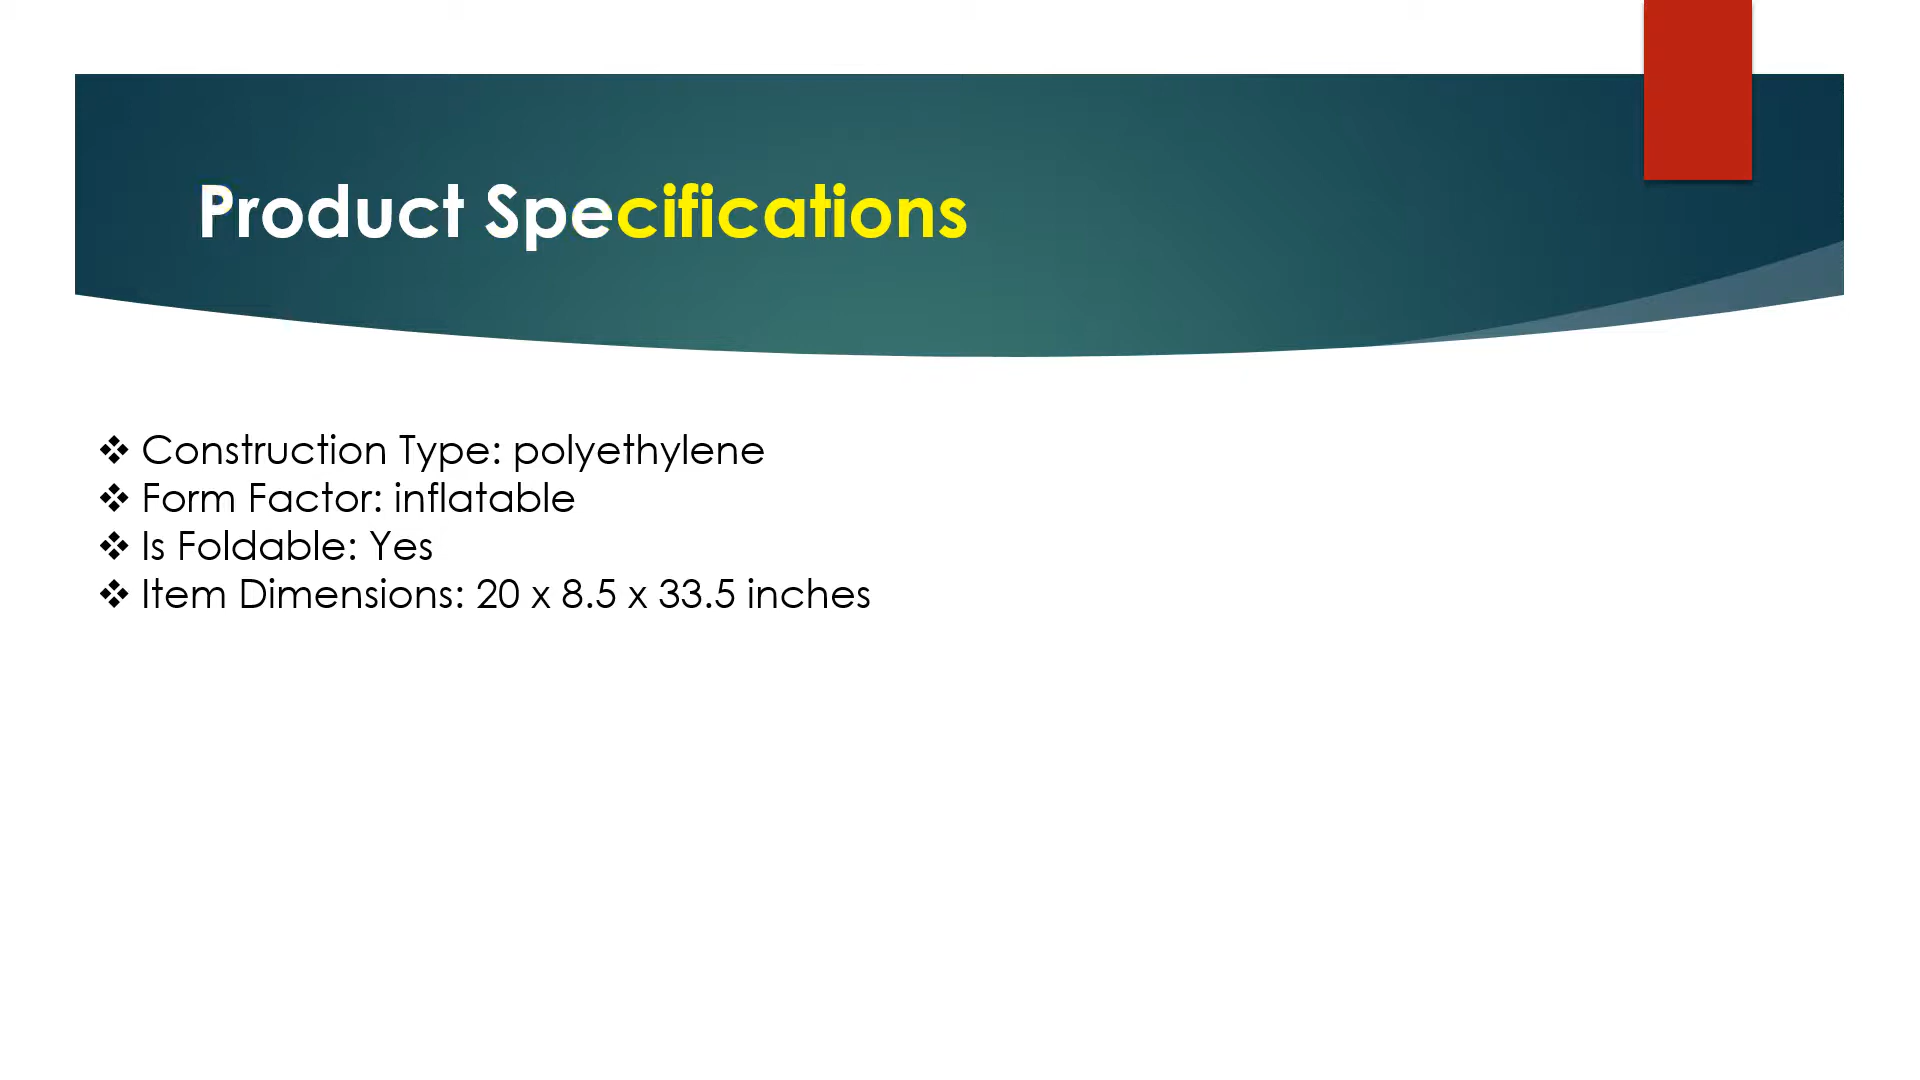 Product Specifications
❖ Construction Type: polyethylene
❖ Form Factor: inflatable
❖ Is Foldable: Yes
❖ Item Dimensions: 20 x 8.5 x 33.5 inches